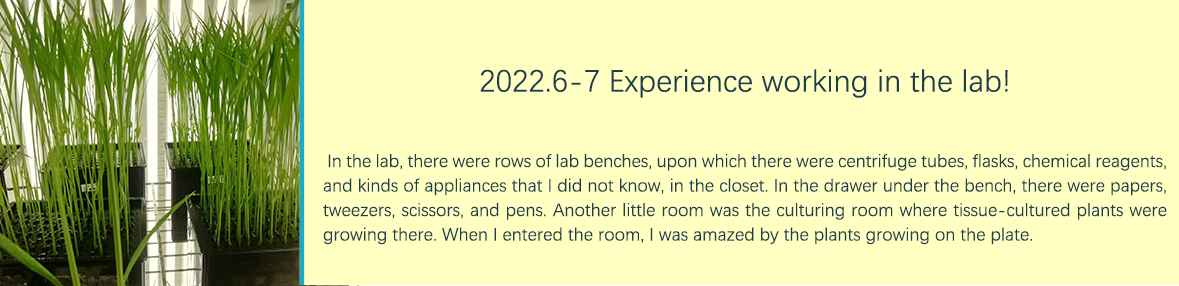 2022.6-7 Experience working in the lab!
In the lab, there were rows of lab benches, upon which there were centrifuge tubes, flasks, chemical reagents,
and kinds of appliances that I did not know, in the closet. In the drawer under the bench, there were papers,
tweezers, scissors, and pens. Another little room was the culturing room where tissue-cultured plants were
growing there. When I entered the room, I was amazed by the plants growing on the plate.